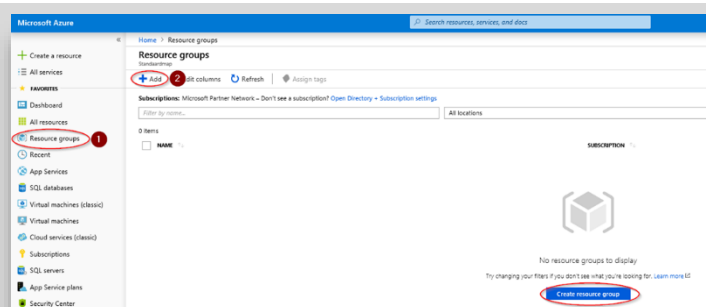 Microsoft Azure
Search resources, services, and docs
«
Create a resource
All services
FAVORITES
Dashboard
All resources
Resource groups 1
Recent
App Services
SQL databases
Virtual machines (classic)
Virtual machines
Cloud services (classic)
Subscriptions
SQL servers
App Service plans
Security Center
Home > Resource groups
Resource groups
Standaardmap
Add 2 dit columns Refresh Assign tags
Subscriptions: Microsoft Partner Network – Don't see a subscription? Open Directory + Subscription settings
Filter by name... All locations
0 items
NAME SUBSCRIPTION
No resource groups to display
Try changing your filters if you don't see what you're looking for. Learn more
Create resource group